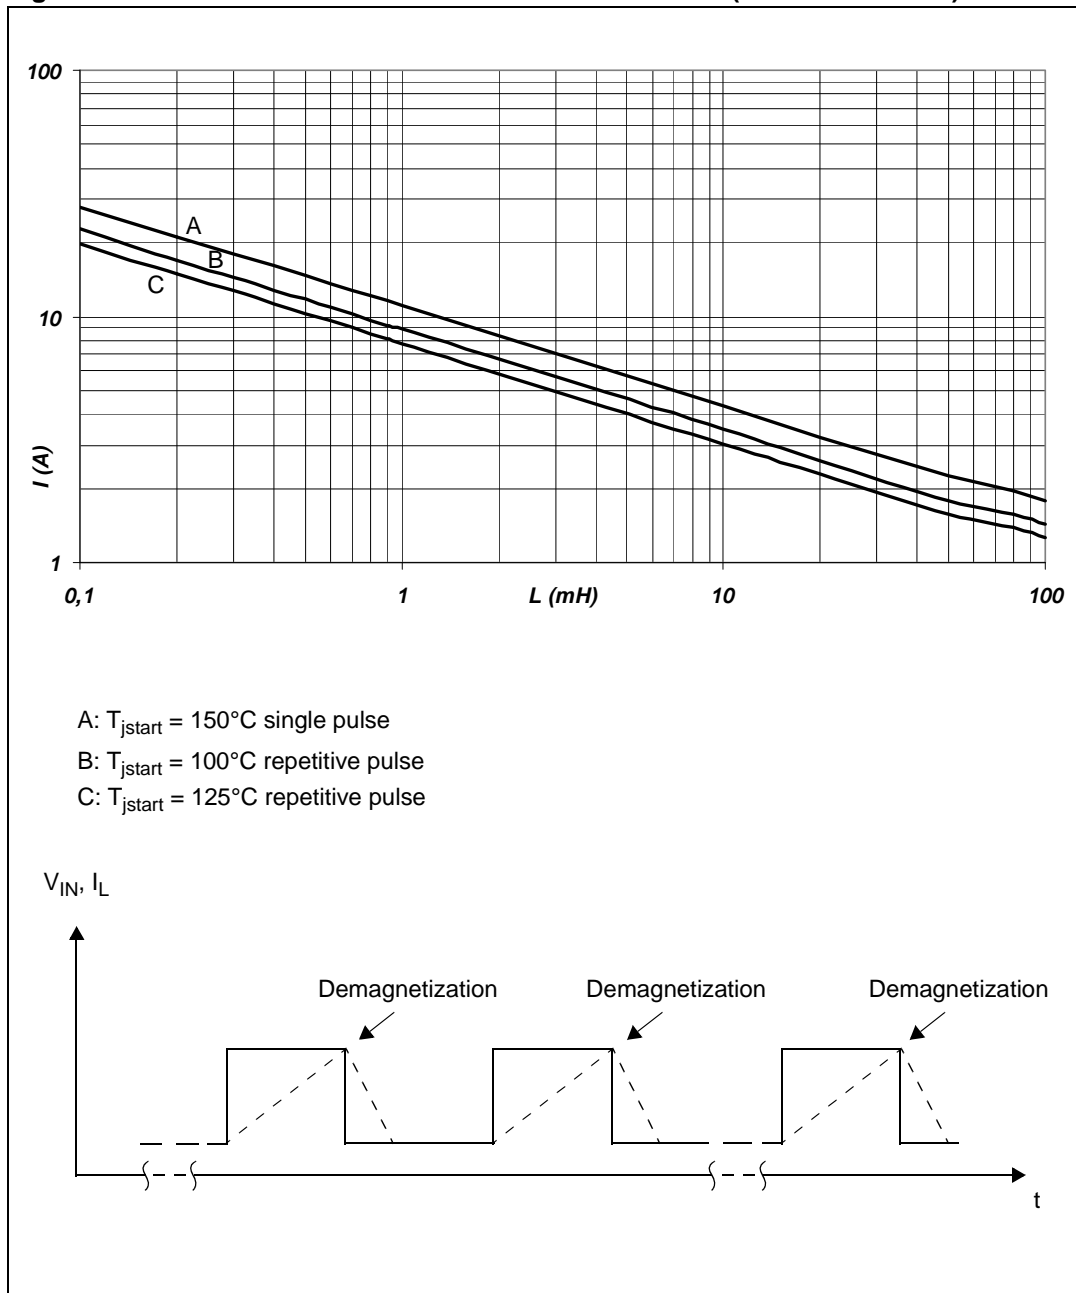 100
10
I (A)
1
0,1 1 L (mH) 10 100
A
B
C
A: Tjstart = 150°C single pulse
B: Tjstart = 100°C repetitive pulse
C: Tjstart = 125°C repetitive pulse
VIN, IL
Demagnetization Demagnetization Demagnetization
t